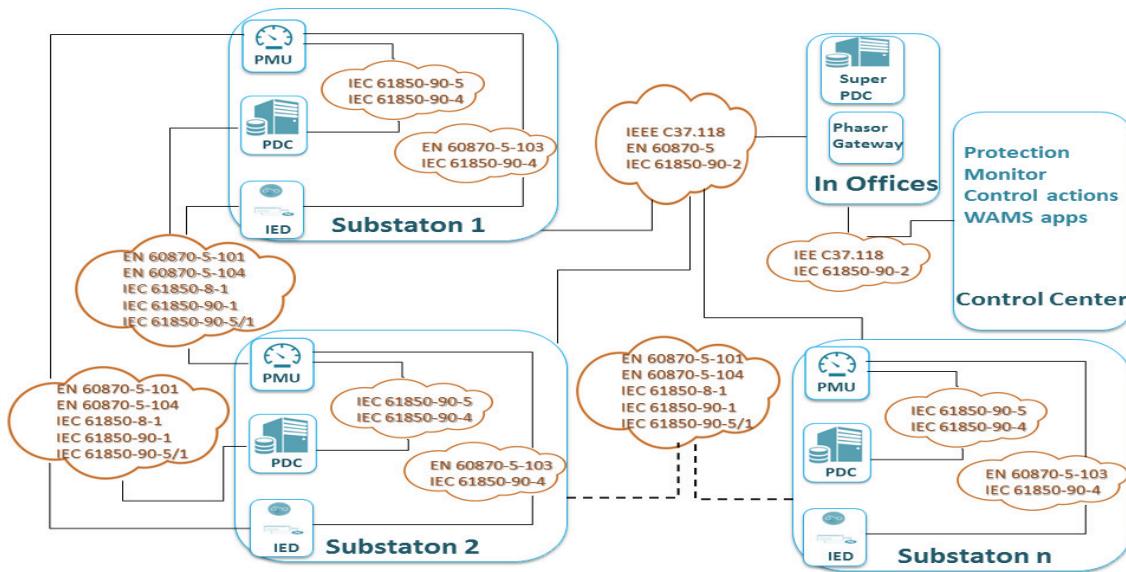 PMU
IEC 61850-90-5
IEC 61850-90-4
PDC
EN 60870-5-103
IEC 61850-90-4
IED
Substaton 1
EN 60870-5-101
EN 60870-5-104
IEC 61850-8-1
IEC 61850-90-1
IEC 61850-90-5/1
IEEE C37.118
EN 60870-5
IEC 61850-90-2
Super
PDC
Phasor
Gateway
In Offices
IEE C37.118
IEC 61850-90-2
Protection
Monitor
Control actions
WAMS apps
Control Center
EN 60870-5-101
EN 60870-5-104
IEC 61850-8-1
IEC 61850-90-1
IEC 61850-90-5/1
PMU
IEC 61850-90-5
IEC 61850-90-4
PDC
EN 60870-5-103
IEC 61850-90-4
IED
Substaton 2
EN 60870-5-101
EN 60870-5-104
IEC 61850-8-1
IEC 61850-90-1
IEC 61850-90-5/1
PMU
IEC 61850-90-5
IEC 61850-90-4
PDC
EN 60870-5-103
IEC 61850-90-4
IED
Substaton n